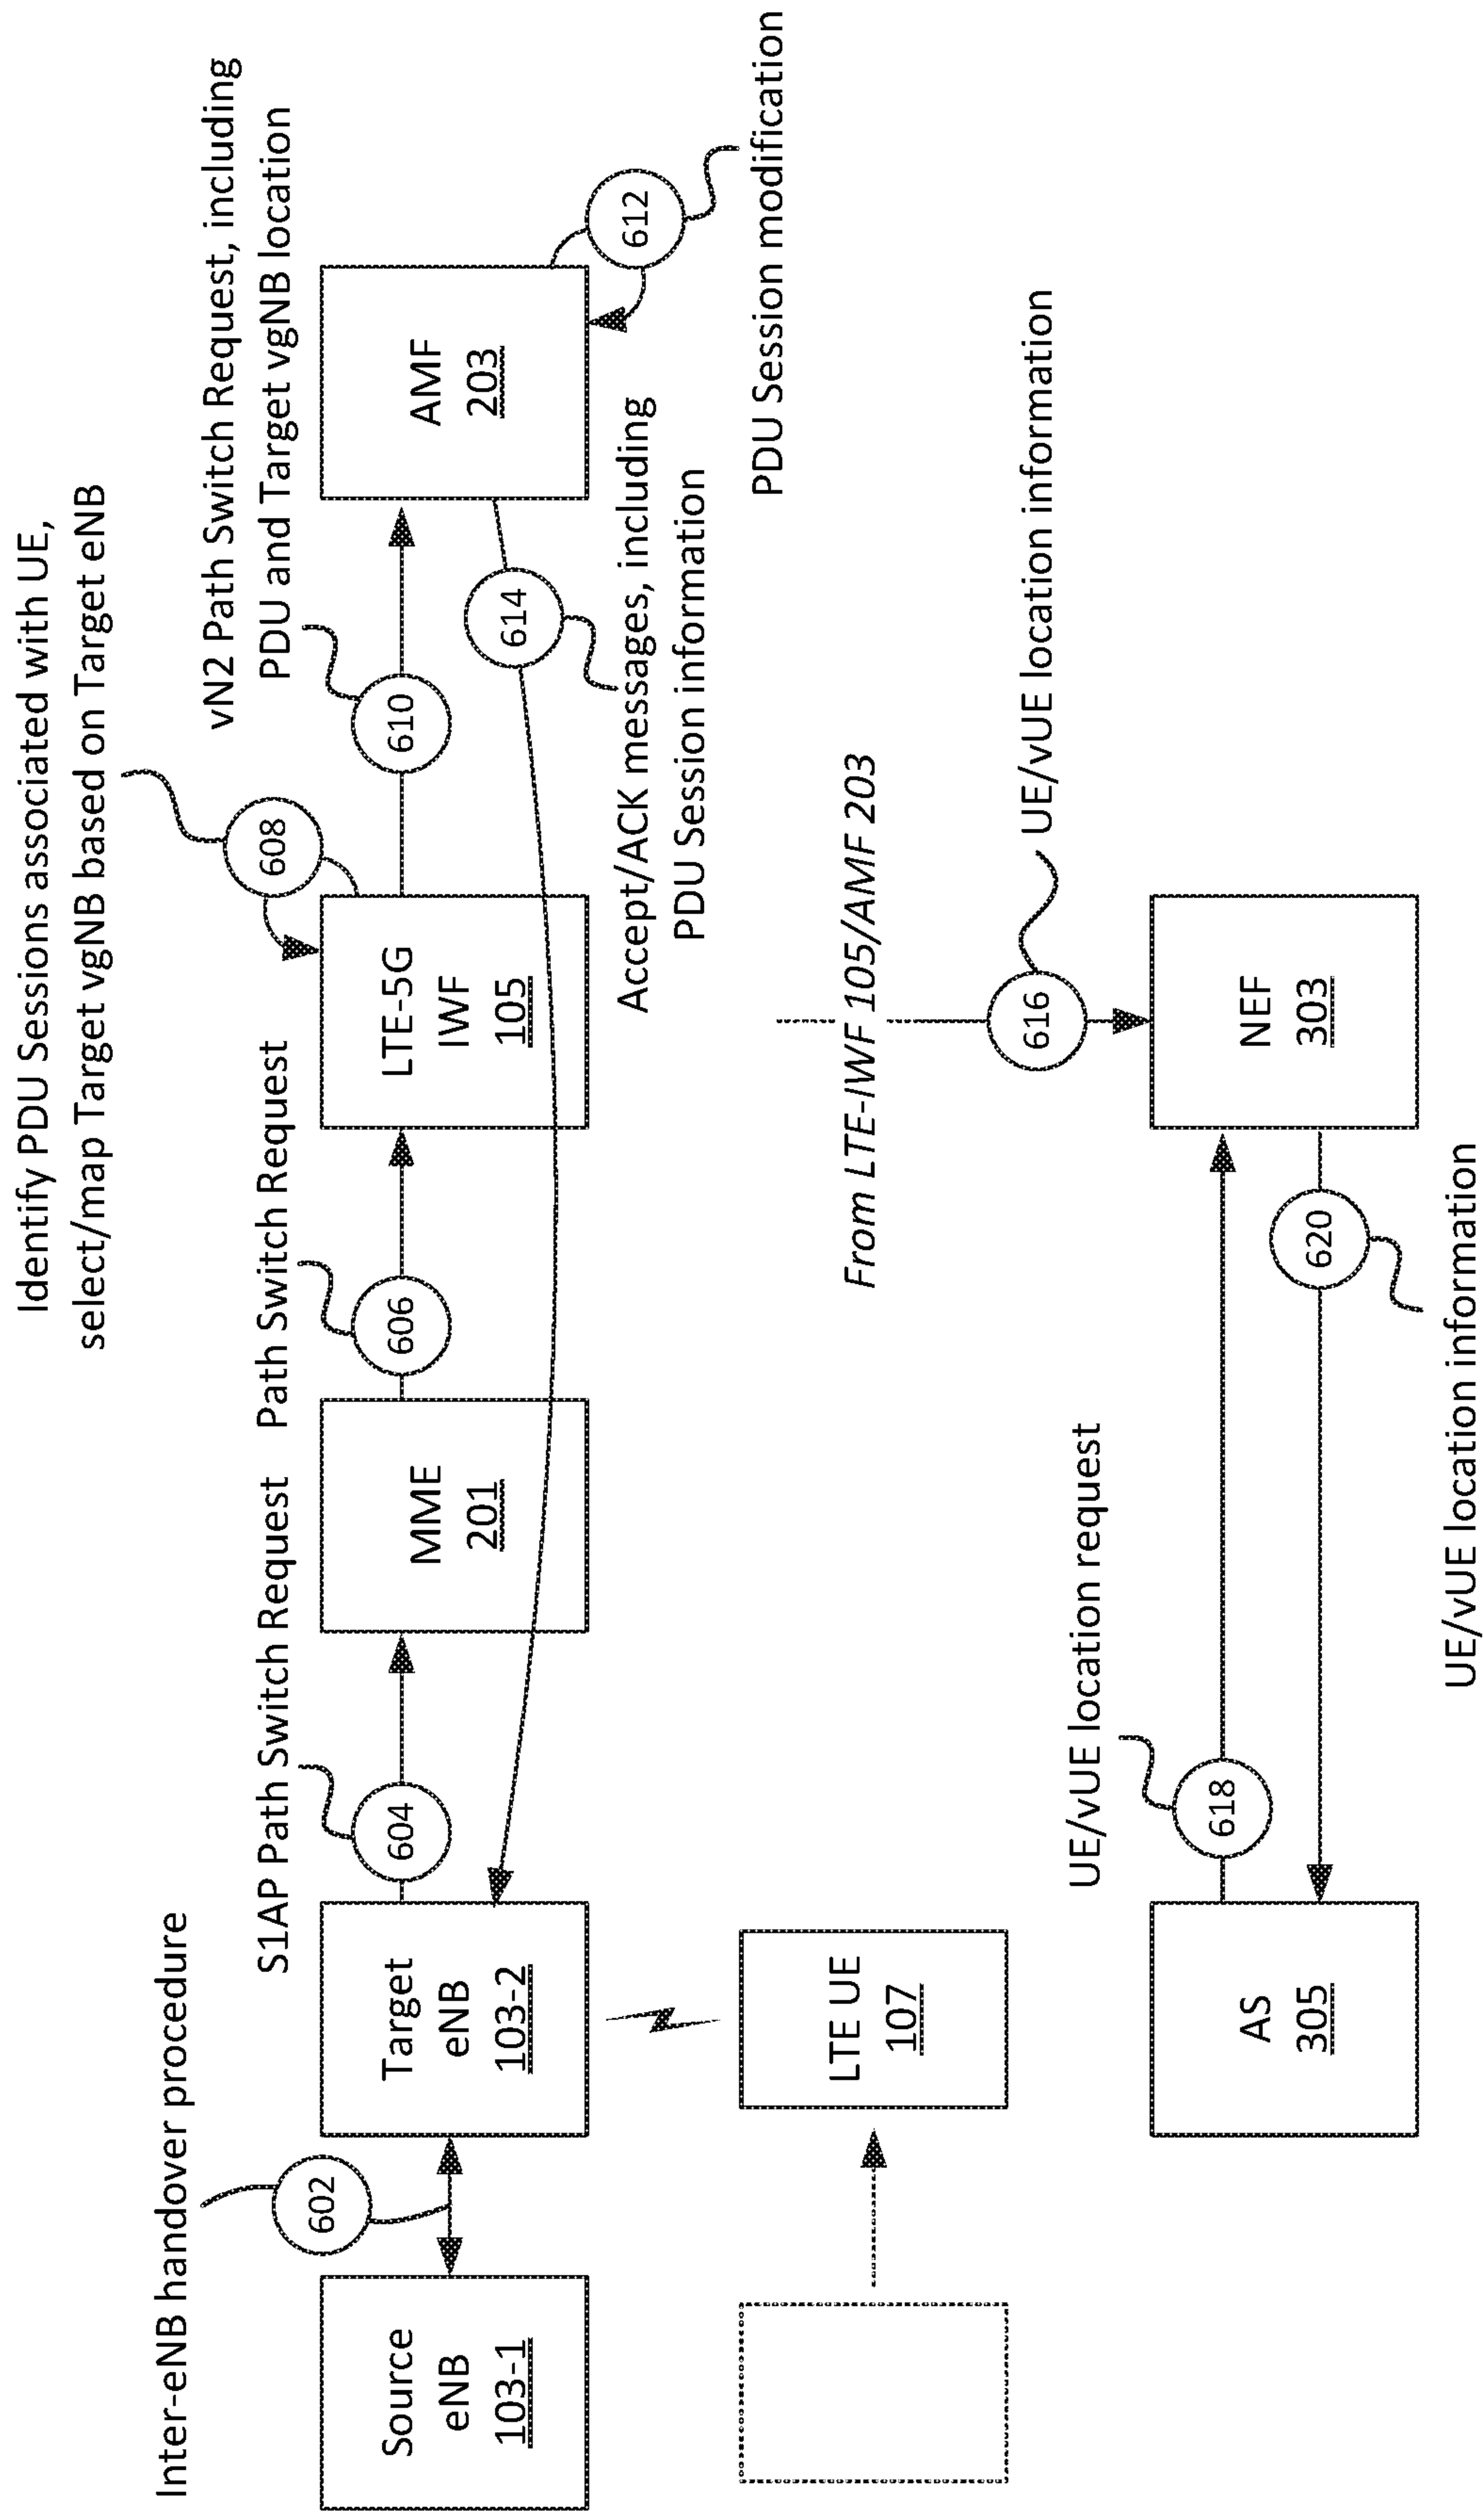 Identify PDU Sessions associated with UE,
select/map Target vgNB based on Target eNB
Inter-eNB handover procedure
S1AP Path Switch Request
Path Switch Request
vN2 Path Switch Request, including
PDU and Target vgNB location
602
604
606
608
610
612
614
Source
eNB
103-1
Target
eNB
103-2
MME
201
LTE-5G
IWF
105
AMF
203
Accept/ACK messages, including
PDU Session information
PDU Session modification
LTE UE
107
From LTE-IWF 105/AMF 203
616
UE/vUE location information
UE/vUE location request
618
AS
305
NEF
303
620
UE/vUE location information